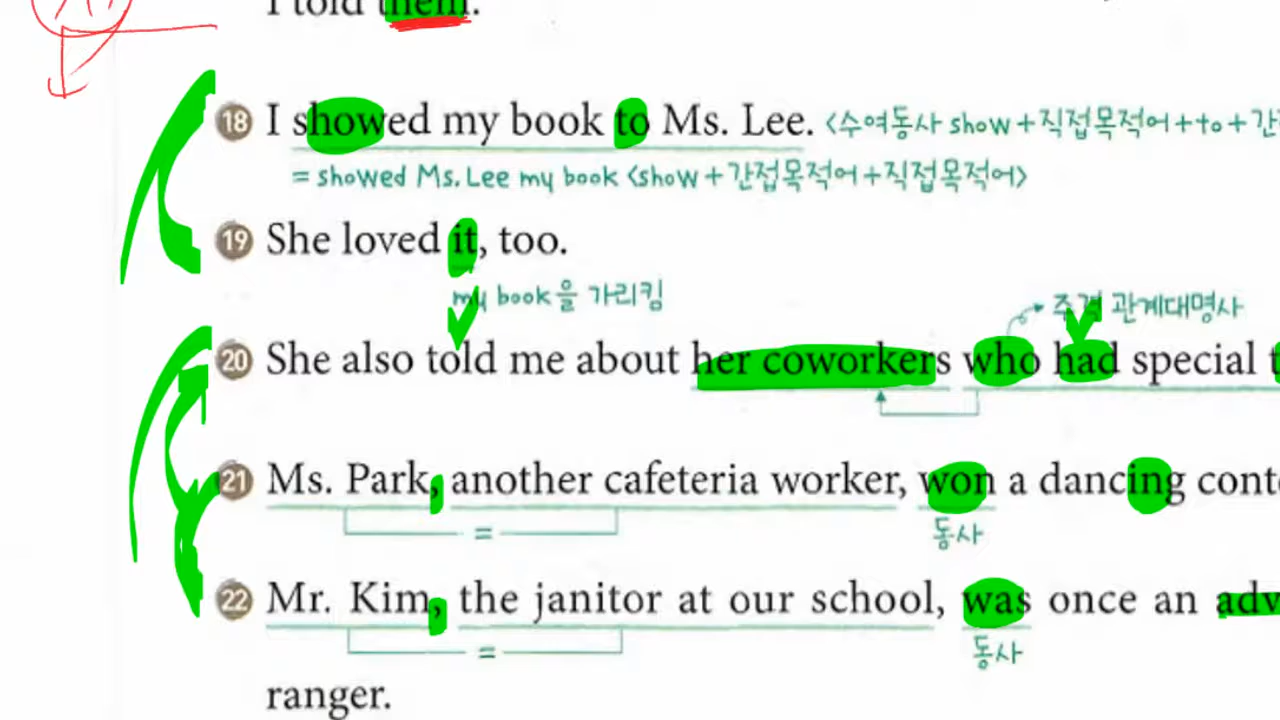 I told them.
18 I showed my book to Ms. Lee. <수여동사 show+직접목적어+to+간
= showed Ms. Lee my book <show+간접목적어+직접목적어>
19 She loved it, too.
my book을 가리킴
주격 관계대명사
20 She also told me about her coworkers who had special t
21 Ms. Park, another cafeteria worker, won a dancing cont
= 동사
22 Mr. Kim, the janitor at our school, was once an adv
= 동사
ranger.